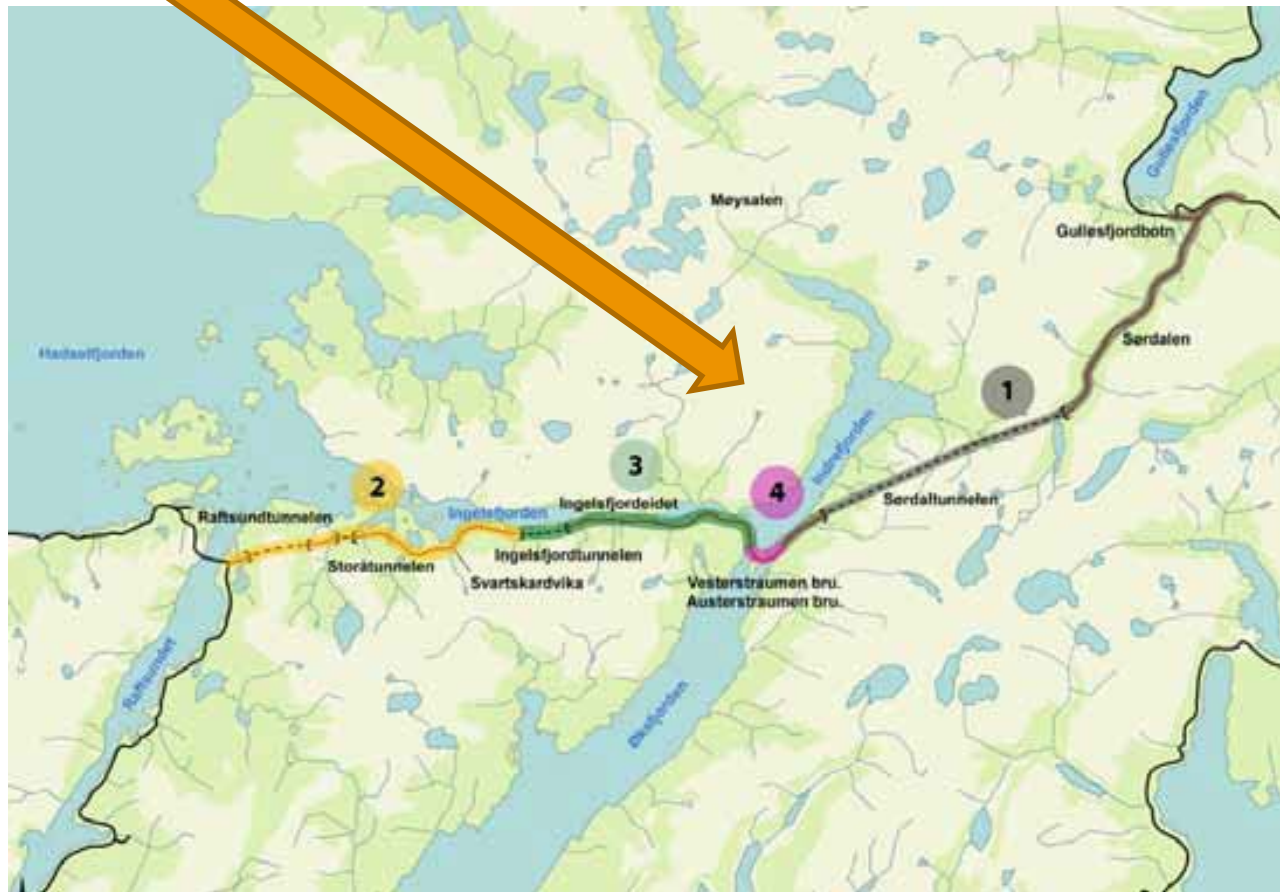 Gullesfjorden
Møysalen
Gullesfjordbotn
Sørdalen
Hadselfjorden
1
Indrefjorden
3
4
2
Ingelsfjordeidet
Sørdaltunnelen
Raftsundtunnelen
Ingelsfjorden
Ingelsfjordtunnelen
Storåtunnelen
Svartskardvika
Vesterstraumen bru.
Austerstraumen bru.
Raftsundet
Øksfjorden